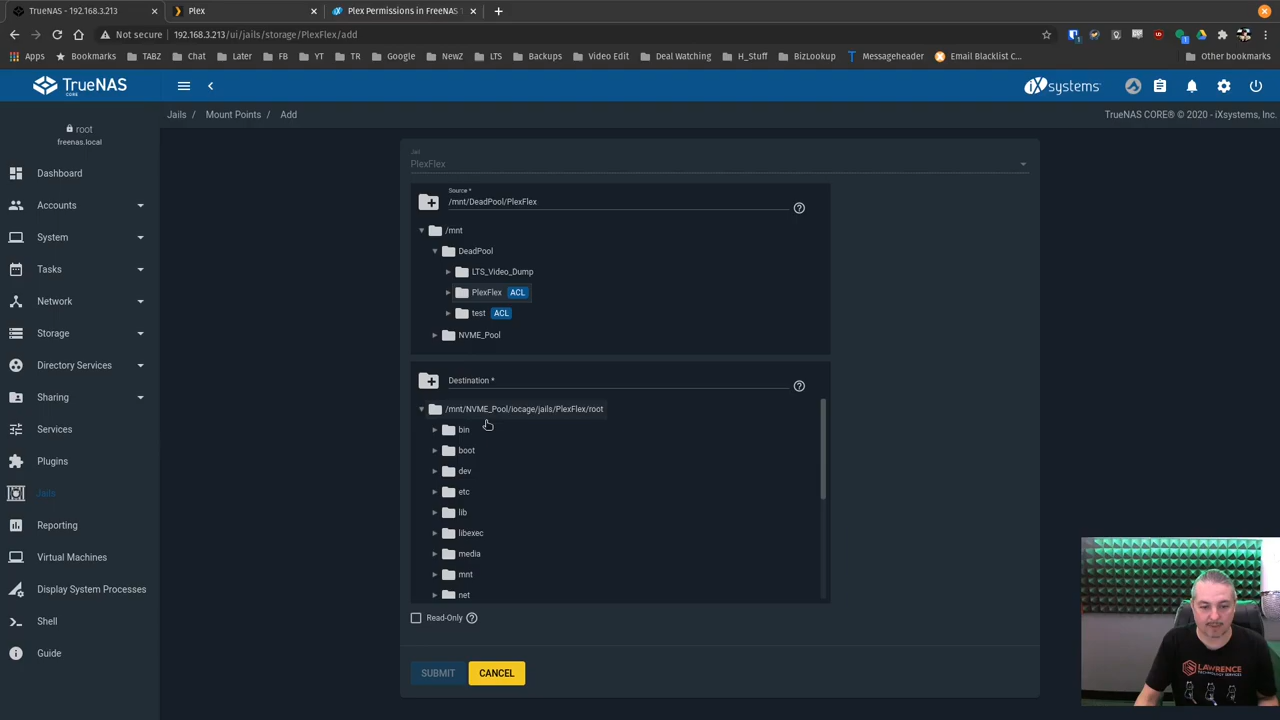 TrueNAS - 192.168.3.213
Plex
Plex Permissions in FreeNAS 1
Not secure
192.168.3.213/ui/jails/storage/PlexFlex/add
Apps
Bookmarks
TABZ
Chat
Later
FB
YT
TR
Google
NewZ
LTS
Backups
Video Edit
Deal Watching
H_Stuff
BizLookup
Messageheader
Email Blacklist C...
Other bookmarks
TrueNAS
CORE
iXsystems
root
freenas.local
Jails / Mount Points / Add
TrueNAS CORE® © 2020 - iXsystems, Inc.
Dashboard
Accounts
System
Tasks
Network
Storage
Directory Services
Sharing
Services
Plugins
Jails
Reporting
Virtual Machines
Display System Processes
Shell
Guide
Jail
PlexFlex
Source *
/mnt/DeadPool/PlexFlex
/mnt
DeadPool
LTS_Video_Dump
PlexFlex ACL
test ACL
NVME_Pool
Destination *
/mnt/NVME_Pool/iocage/jails/PlexFlex/root
bin
boot
dev
etc
lib
libexec
media
mnt
net
Read-Only
SUBMIT
CANCEL
LAWRENCE
TECHNOLOGY SERVICES